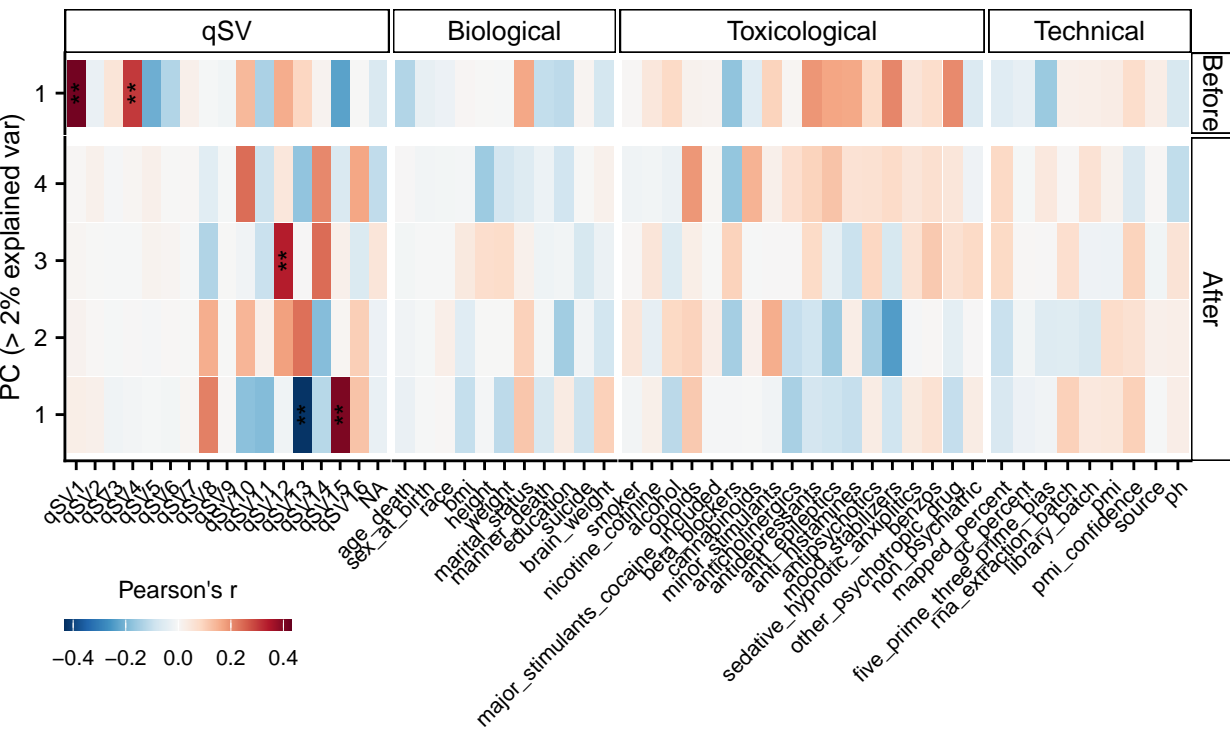 qSV Biological Toxicological Technical
Before
After
PC (> 2% explained var)
1
**
**
4
3
**
2
1
**
**
qSV1
qSV2
qSV3
qSV4
qSV5
qSV6
qSV7
qSV8
qSV9
qSV10
qSV11
qSV12
qSV13
qSV14
qSV15
qSV16
NA
age_death
sex_at_birth
race
bmi
height
weight
marital_status
manner_death
education
suicide
brain_weight
smoker
nicotine_cotinine
alcohol
opioids
major_stimulants_cocaine_included
beta_blockers
cannabinoids
minor_stimulants
anticholinergics
antidepressants
anti_epileptics
anti_histamines
antipsychotics
mood_stabilizers
sedative_hypnotic_anxiolitics
benzos
other_psychotropic_drug
non_psychiatric
mapped_percent
gc_percent
five_prime_three_prime_bias
rna_extraction_batch
library_batch
pmi
pmi_confidence
source
ph
Pearson's r
−0.4 −0.2 0.0 0.2 0.4